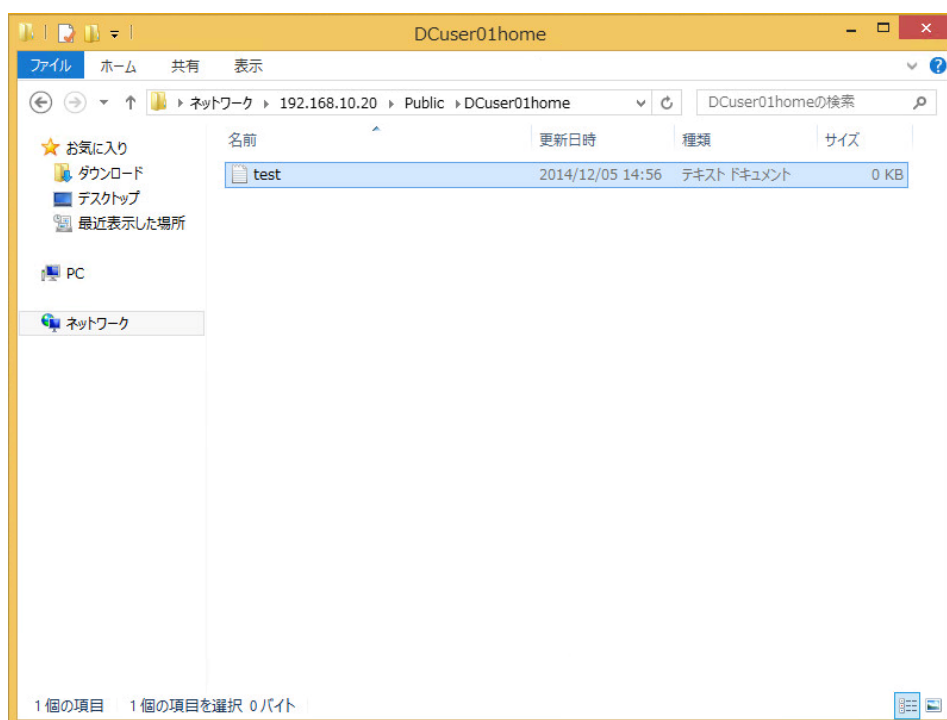 DCuser01home
ファイル ホーム 共有 表示
ネットワーク 192.168.10.20 Public DCuser01home DCuser01homeの検索
お気に入り
ダウンロード
デスクトップ
最近表示した場所
PC
ネットワーク
名前 更新日時 種類 サイズ
test 2014/12/05 14:56 テキスト ドキュメント 0 KB
1 個の項目 1 個の項目を選択 0 バイト